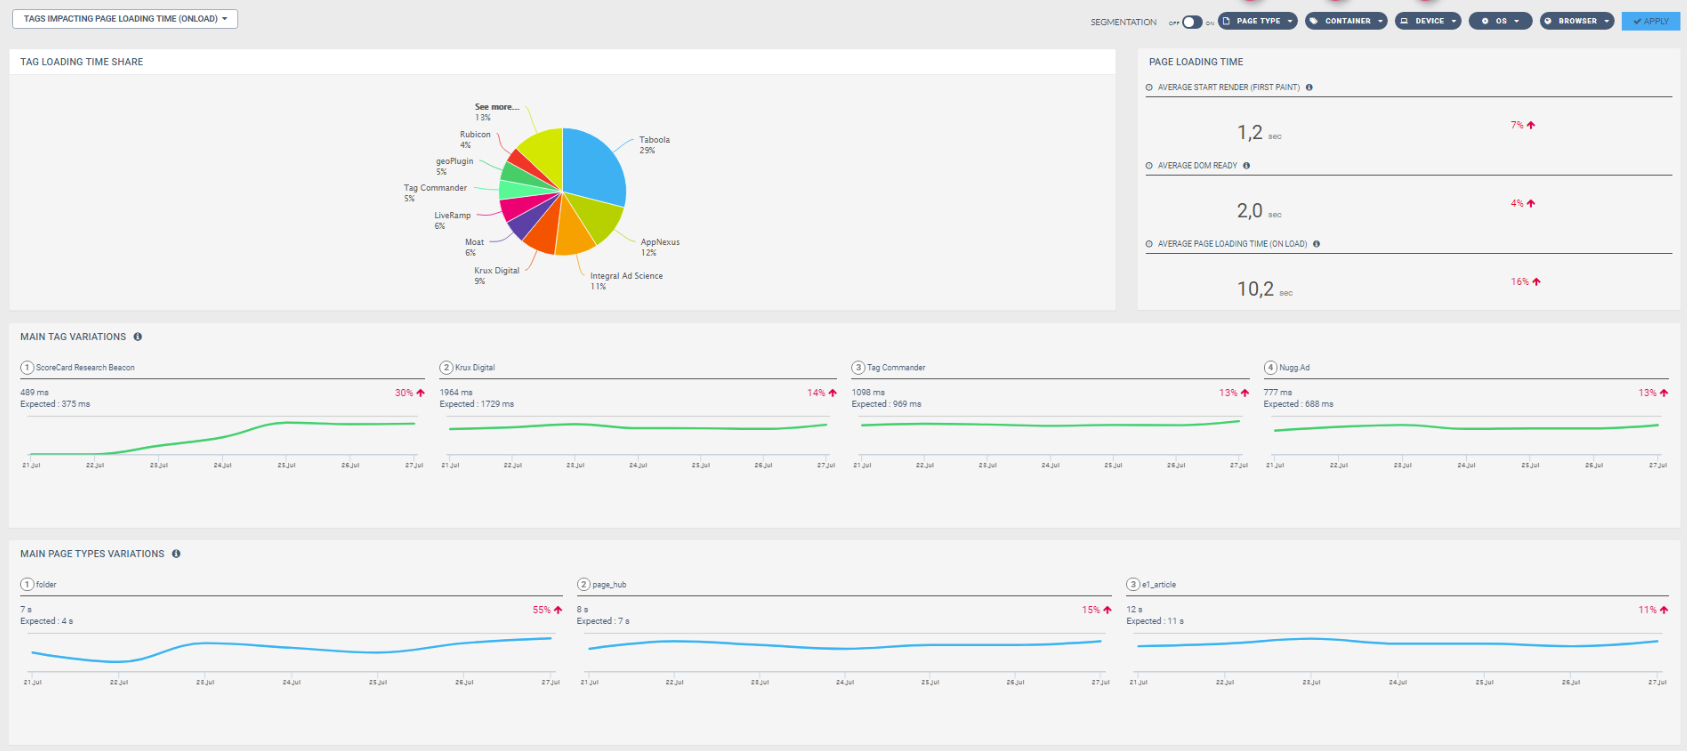 TAGS IMPACTING PAGE LOADING TIME (ONLOAD)
SEGMENTATION OFF ON PAGE TYPE CONTAINER DEVICE OS BROWSER APPLY
TAG LOADING TIME SHARE
See more...
13%
Rubicon
4%
geoPlugin
5%
Tag Commander
5%
LiveRamp
6%
Moat
6%
Krux Digital
9%
Taboola
29%
AppNexus
12%
Integral Ad Science
11%
PAGE LOADING TIME
AVERAGE START RENDER (FIRST PAINT)
1,2 sec 7%
AVERAGE DOM READY
2,0 sec 4%
AVERAGE PAGE LOADING TIME (ON LOAD)
10,2 sec 16%
MAIN TAG VARIATIONS
1 ScoreCard Research Beacon
489 ms 30%
Expected : 375 ms
21.Jul 22.Jul 23.Jul 24.Jul 25.Jul 26.Jul 27.Jul
2 Krux Digital
1964 ms 14%
Expected : 1729 ms
21.Jul 22.Jul 23.Jul 24.Jul 25.Jul 26.Jul 27.Jul
3 Tag Commander
1098 ms 13%
Expected : 969 ms
21.Jul 22.Jul 23.Jul 24.Jul 25.Jul 26.Jul 27.Jul
4 Nugg.Ad
777 ms 13%
Expected : 688 ms
21.Jul 22.Jul 23.Jul 24.Jul 25.Jul 26.Jul 27.Jul
MAIN PAGE TYPES VARIATIONS
1 folder
7 s 55%
Expected : 4 s
21.Jul 22.Jul 23.Jul 24.Jul 25.Jul 26.Jul 27.Jul
2 page_hub
8 s 15%
Expected : 7 s
21.Jul 22.Jul 23.Jul 24.Jul 25.Jul 26.Jul 27.Jul
3 e1_article
12 s 11%
Expected : 11 s
21.Jul 22.Jul 23.Jul 24.Jul 25.Jul 26.Jul 27.Jul